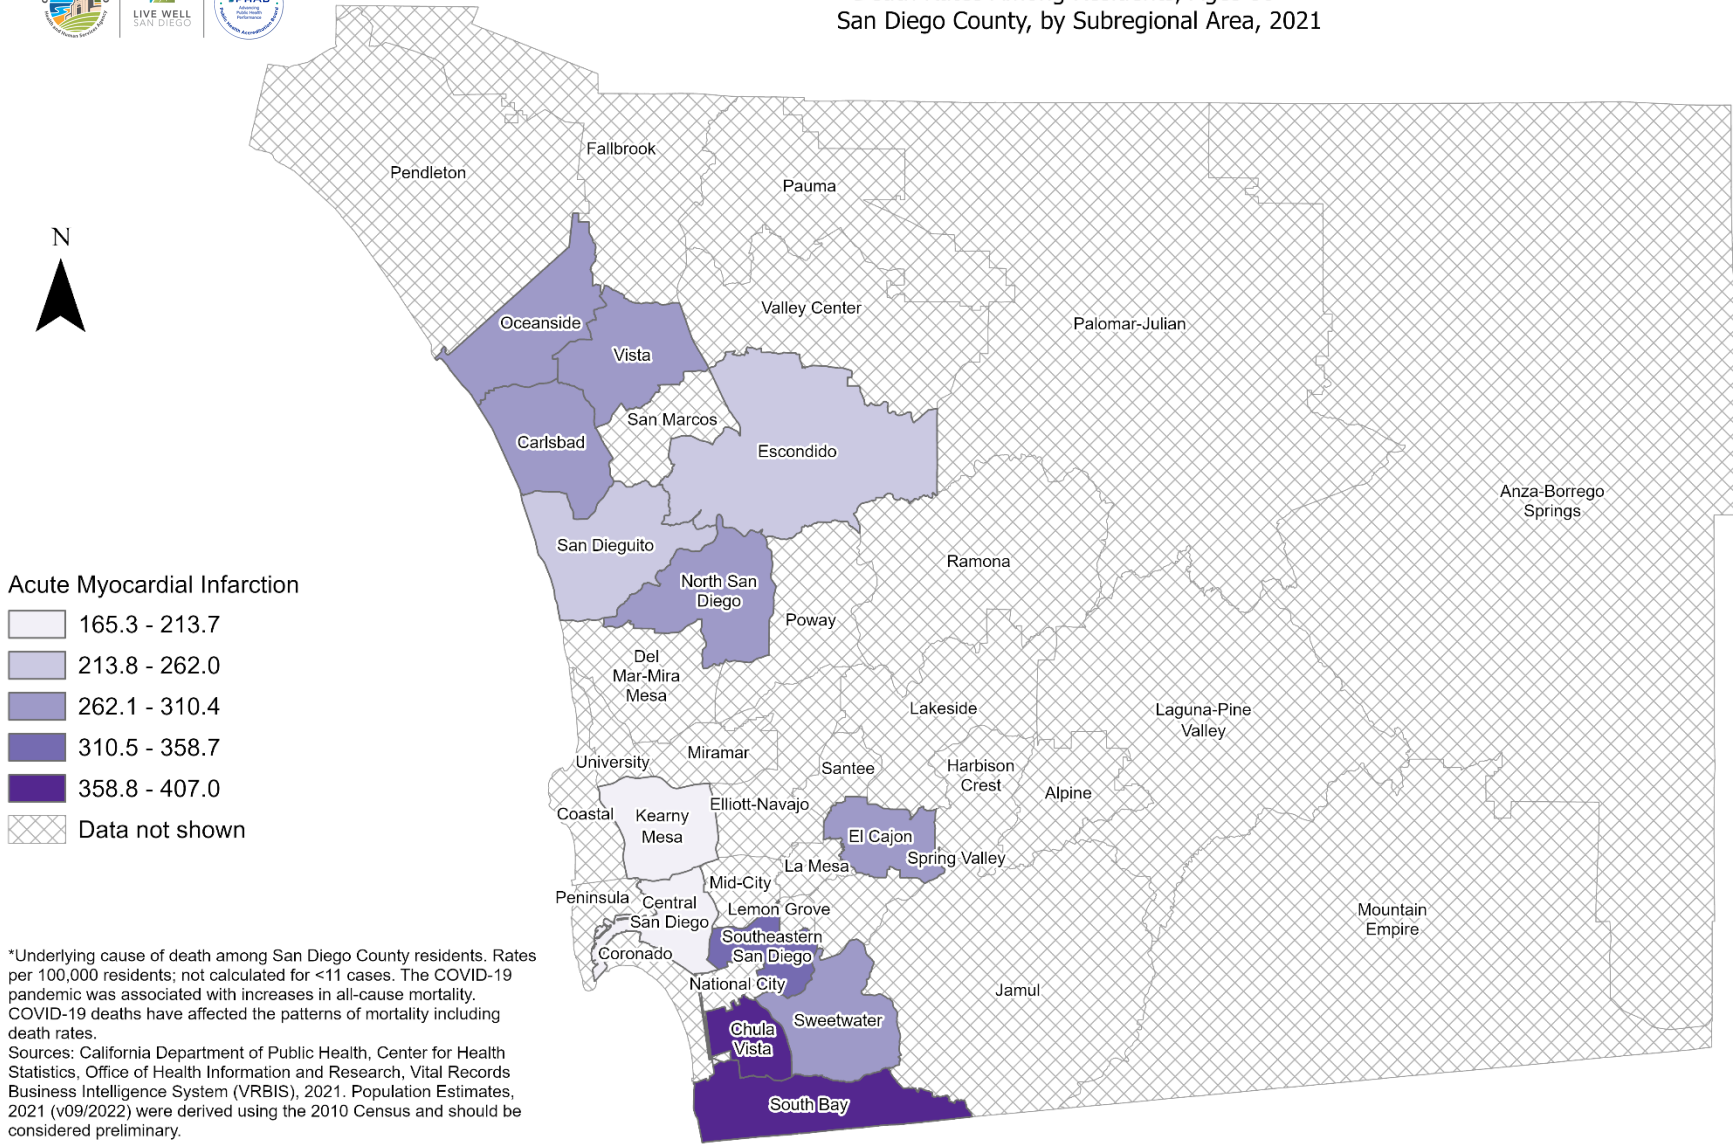 LIVE WELL
SAN DIEGO
San Diego County, by Subregional Area, 2021
Fallbrook
Pendleton
Pauma
N
Valley Center
Oceanside
Palomar-Julian
Vista
San Marcos
Carlsbad
Escondido
Anza-Borrego
Springs
San Dieguito
Ramona
North San
Diego
Poway
Del
Mar-Mira
Mesa
Lakeside
Laguna-Pine
Valley
Miramar
University
Santee
Harbison
Crest
Alpine
Coastal
Kearny
Mesa
Elliott-Navajo
El Cajon
La Mesa
Spring Valley
Mid-City
Peninsula
Central
San Diego
Lemon Grove
Mountain
Empire
Southeastern
San Diego
Coronado
National City
Jamul
Sweetwater
Chula
Vista
South Bay
Acute Myocardial Infarction
165.3 - 213.7
213.8 - 262.0
262.1 - 310.4
310.5 - 358.7
358.8 - 407.0
Data not shown
*Underlying cause of death among San Diego County residents. Rates
per 100,000 residents; not calculated for <11 cases. The COVID-19
pandemic was associated with increases in all-cause mortality.
COVID-19 deaths have affected the patterns of mortality including
death rates.
Sources: California Department of Public Health, Center for Health
Statistics, Office of Health Information and Research, Vital Records
Business Intelligence System (VRBIS), 2021. Population Estimates,
2021 (v09/2022) were derived using the 2010 Census and should be
considered preliminary.